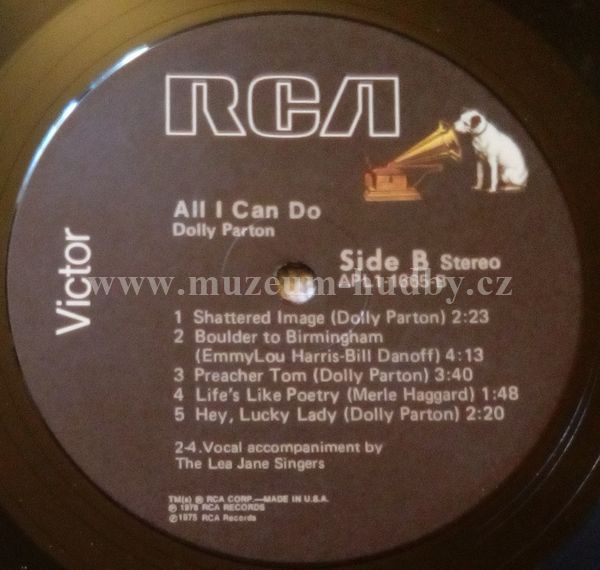 RCA
Victor
All I Can Do
Dolly Parton
Side B Stereo
APL1-1665-B
www.muzeum-hudby.cz
1 Shattered Image (Dolly Parton) 2:23
2 Boulder to Birmingham
(EmmyLou Harris-Bill Danoff) 4:13
3 Preacher Tom (Dolly Parton) 3:40
4 Life's Like Poetry (Merle Haggard) 1:48
5 Hey, Lucky Lady (Dolly Parton) 2:20
2-4.Vocal accompaniment by
The Lea Jane Singers
TM(s) ® RCA CORP.—MADE IN U.S.A.
℗ 1976 RCA RECORDS
℗ 1975 RCA Records